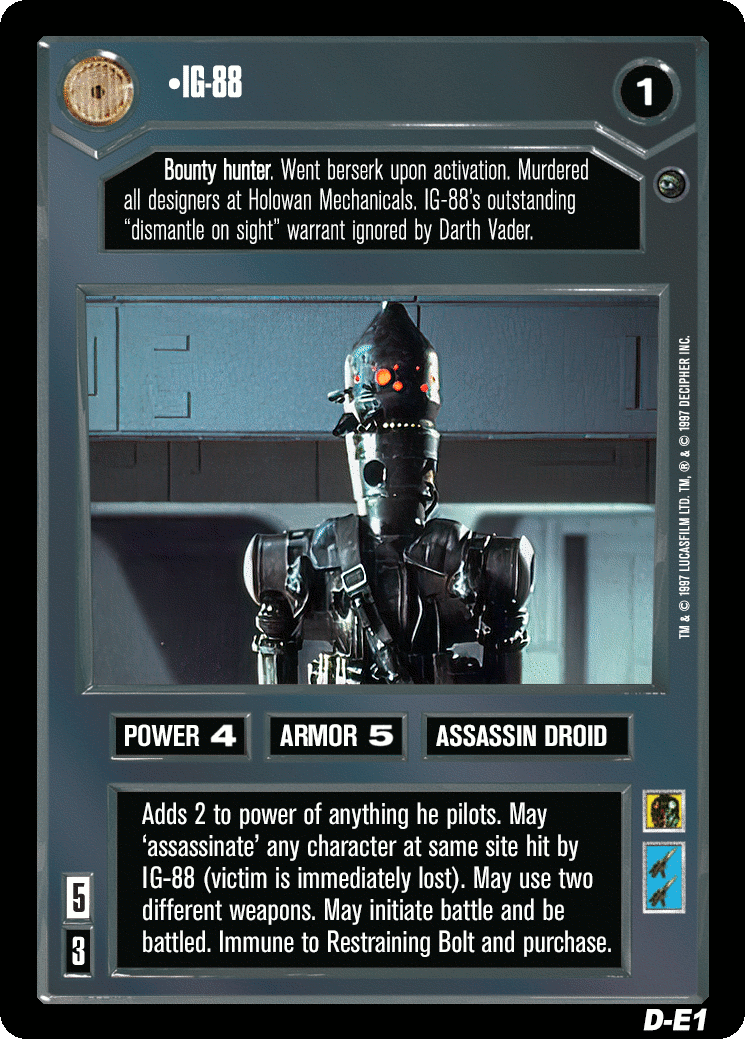 •IG-88
1
Bounty hunter. Went berserk upon activation. Murdered
all designers at Holowan Mechanicals. IG-88's outstanding
“dismantle on sight” warrant ignored by Darth Vader.
TM & © 1997 LUCASFILM LTD. TM, ® & © 1997 DECIPHER INC.
POWER 4
ARMOR 5
ASSASSIN DROID
Adds 2 to power of anything he pilots. May
‘assassinate’ any character at same site hit by
IG-88 (victim is immediately lost). May use two
different weapons. May initiate battle and be
battled. Immune to Restraining Bolt and purchase.
5
3
D-E1